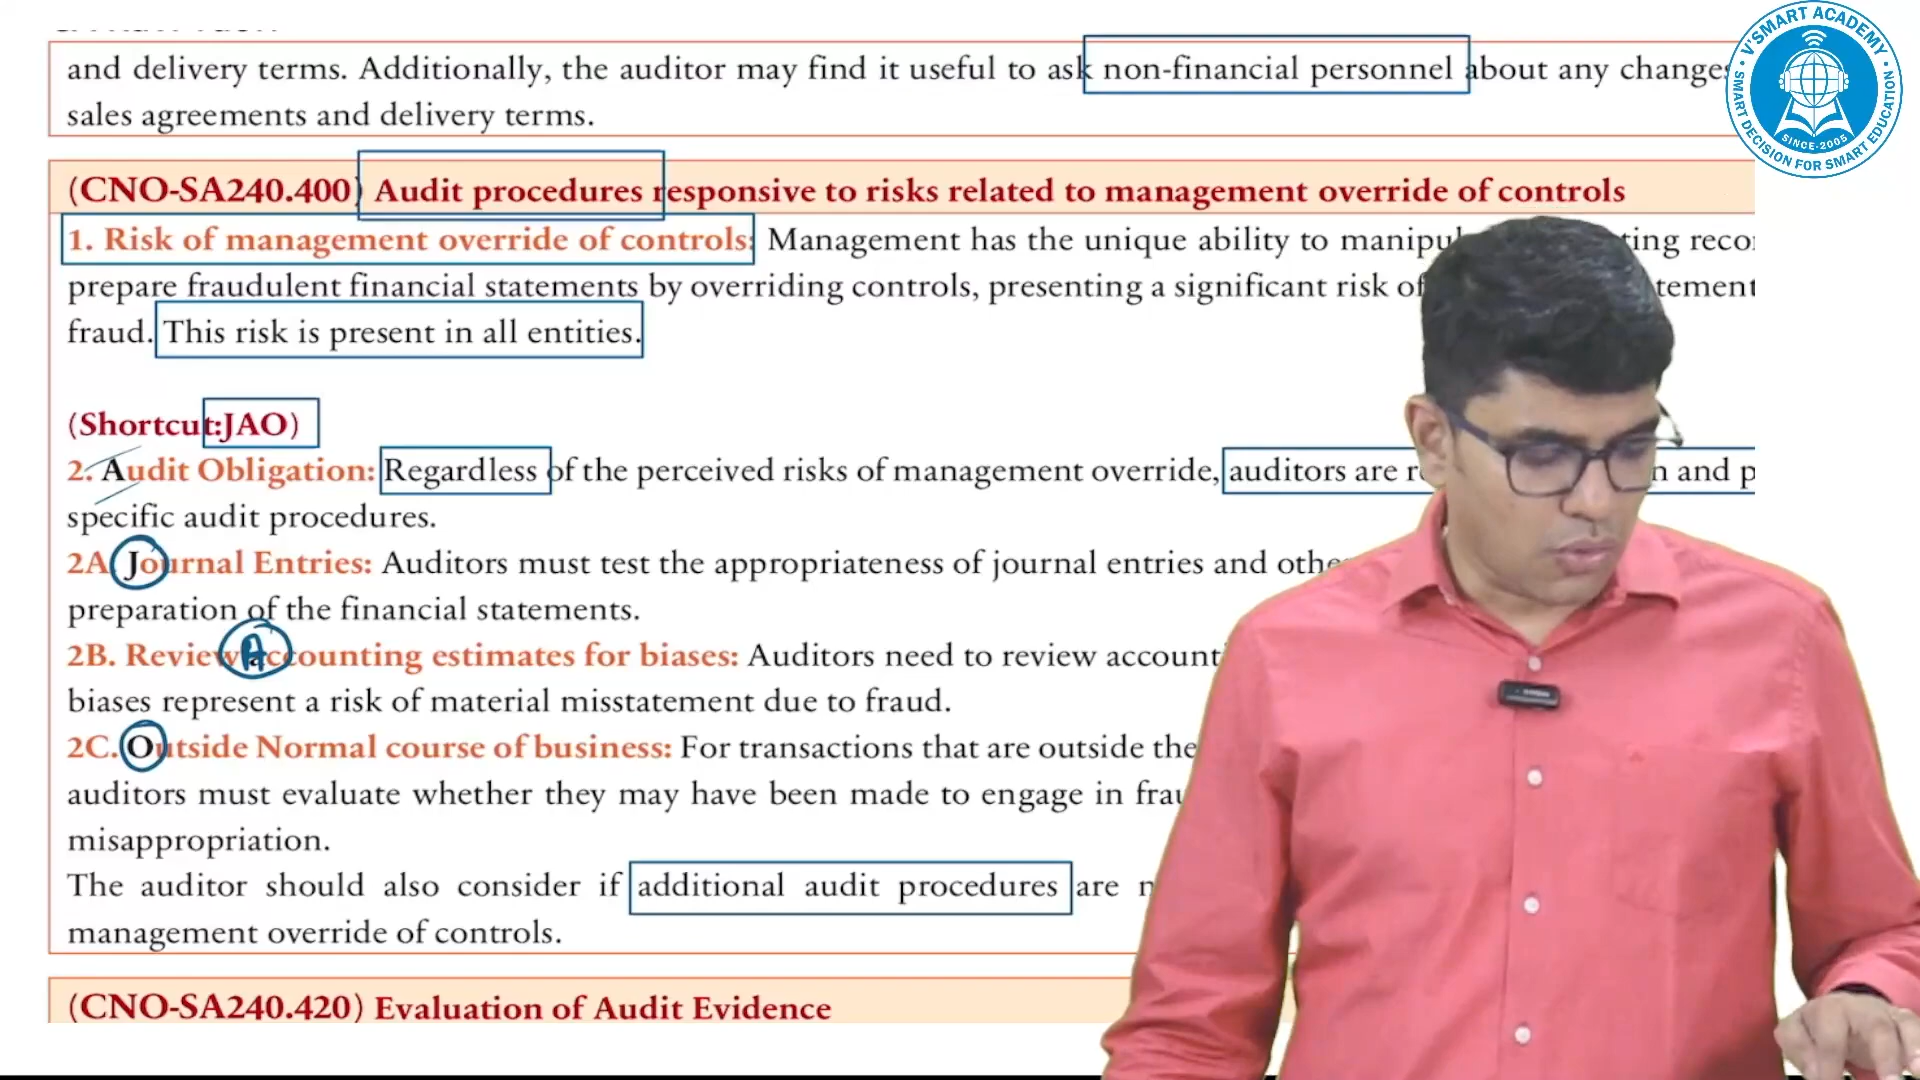 and delivery terms. Additionally, the auditor may find it useful to ask non-financial personnel about any changes
sales agreements and delivery terms.
(CNO-SA240.400) Audit procedures responsive to risks related to management override of controls
1. Risk of management override of controls: Management has the unique ability to
prepare fraudulent financial statements by overriding controls, presenting a significant risk of
fraud. This risk is present in all entities.
(Shortcut:JAO)
2. Audit Obligation: Regardless of the perceived risks of management override, auditors are and
specific audit procedures.
2A Journal Entries: Auditors must test the appropriateness of journal entries and
preparation of the financial statements.
2B. Review Accounting estimates for biases: Auditors need to review
biases represent a risk of material misstatement due to fraud.
2C. Outside Normal course of business: For transactions that are outside the
auditors must evaluate whether they may have been made to engage in
misappropriation.
The auditor should also consider if additional audit procedures are
management override of controls.
(CNO-SA240.420) Evaluation of Audit Evidence
V'SMART ACADEMY
SINCE-2005
SMART DECISION FOR SMART EDUCATION